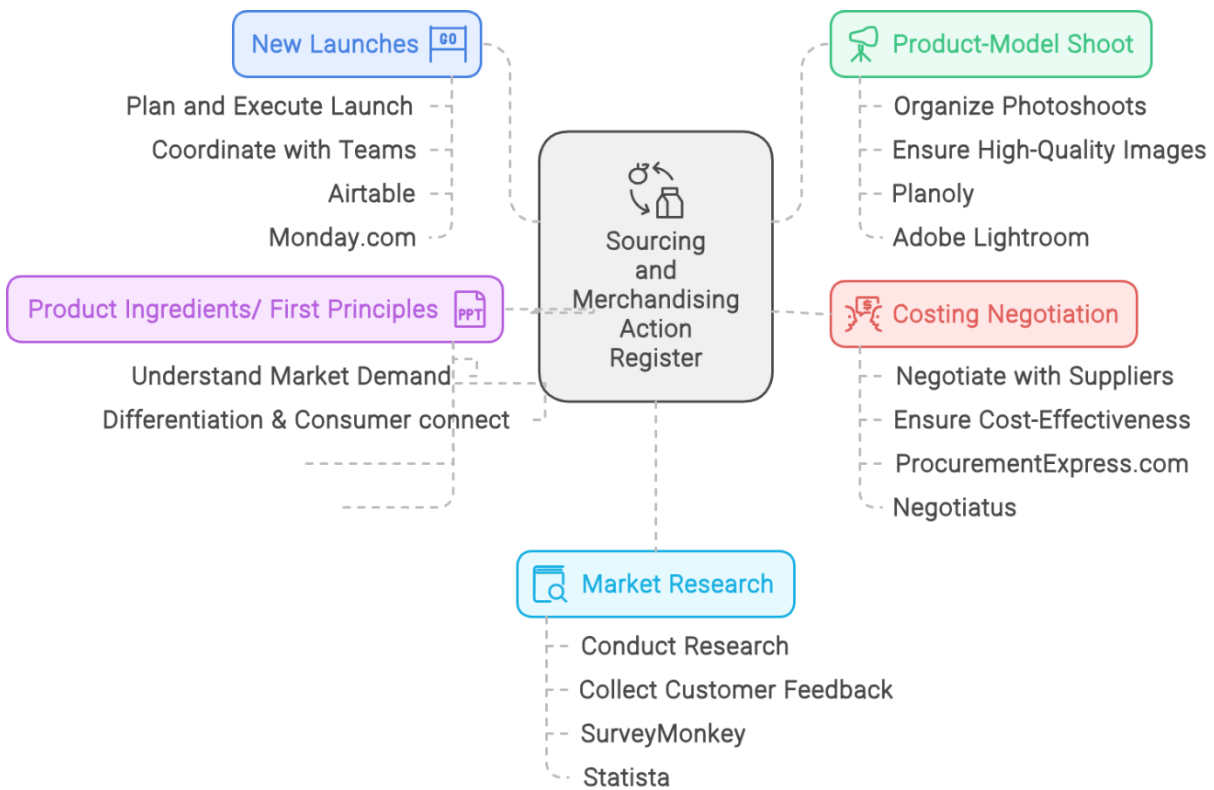 New Launches
GO
Plan and Execute Launch
Coordinate with Teams
Airtable
Monday.com
Product Ingredients/ First Principles
PPT
Understand Market Demand
Differentiation & Consumer connect
Sourcing
and
Merchandising
Action
Register
Product-Model Shoot
Organize Photoshoots
Ensure High-Quality Images
Planoly
Adobe Lightroom
$
Costing Negotiation
Negotiate with Suppliers
Ensure Cost-Effectiveness
ProcurementExpress.com
Negotiatus
Market Research
Conduct Research
Collect Customer Feedback
SurveyMonkey
Statista